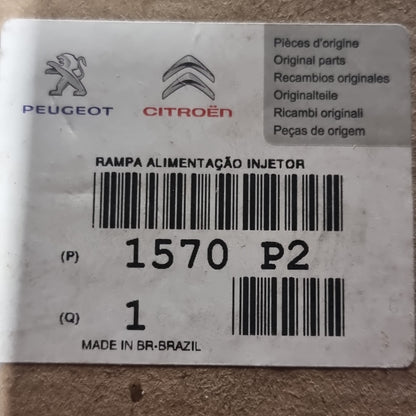 PEUGEOT
CITROËN
Pièces d'origine
Original parts
Recambios originales
Originalteile
Ricambi originali
Peças de origem
RAMPA ALIMENTAÇÃO INJETOR
(P) 1570 P2
(Q) 1
MADE IN BR-BRAZIL